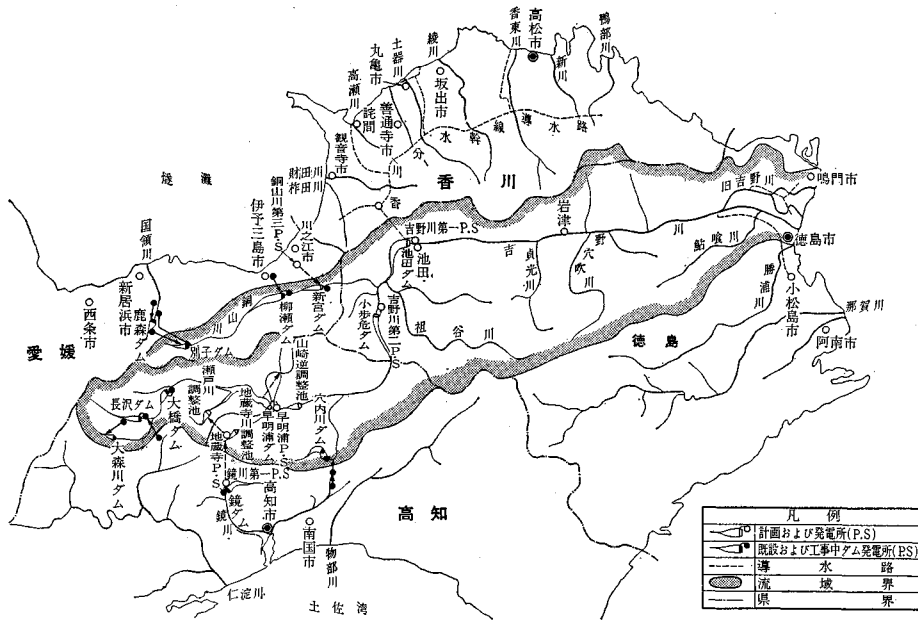 鴨部川
高松市
新川
香東川
綾川
坂出市
土器川
丸亀市
善通寺市
高瀬川
詫間
観音寺市
財田川
柞田川
分水幹線導水路
香川
香川
燧灘
国領川
新居浜市
西条市
鹿森ダム
愛媛
伊予三島市
川之江市
銅山川第三P.S
銅山川
別子ダム
柳瀬ダム
新宮ダム
吉野川第一P.S
池田ダム
池田
岩津
吉野川
貞光川
穴吹川
旧吉野川
鳴門市
鮎喰川
徳島市
勝浦川
小松島市
那賀川
阿南市
徳島
祖谷川
小歩危ダム
吉野川第二P.S
山崎逆調整池
瀬戸川調整池
地蔵寺川調整池
地蔵寺P.S
早明浦ダム
早明浦P.S
穴内川ダム
長沢ダム
大橋ダム
大森川ダム
鏡川第一P.S
鏡ダム
鏡川
高知市
南国市
物部川
仁淀川
土佐湾
高知
凡例
計画および発電所(P.S)
既設および工事中ダム発電所(P.S)
導水路
流域界
県界